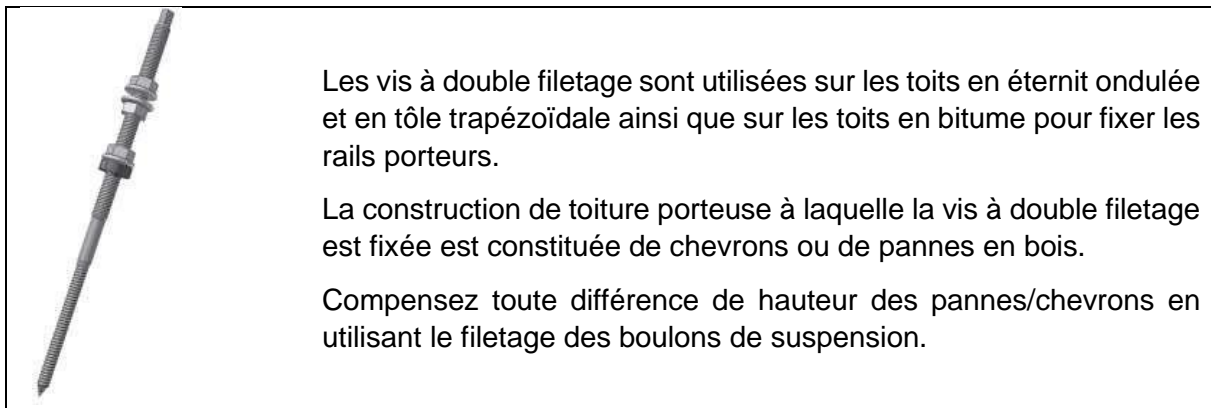 Les vis à double filetage sont utilisées sur les toits en éternit ondulée
et en tôle trapézoïdale ainsi que sur les toits en bitume pour fixer les
rails porteurs.
La construction de toiture porteuse à laquelle la vis à double filetage
est fixée est constituée de chevrons ou de pannes en bois.
Compensez toute différence de hauteur des pannes/chevrons en
utilisant le filetage des boulons de suspension.